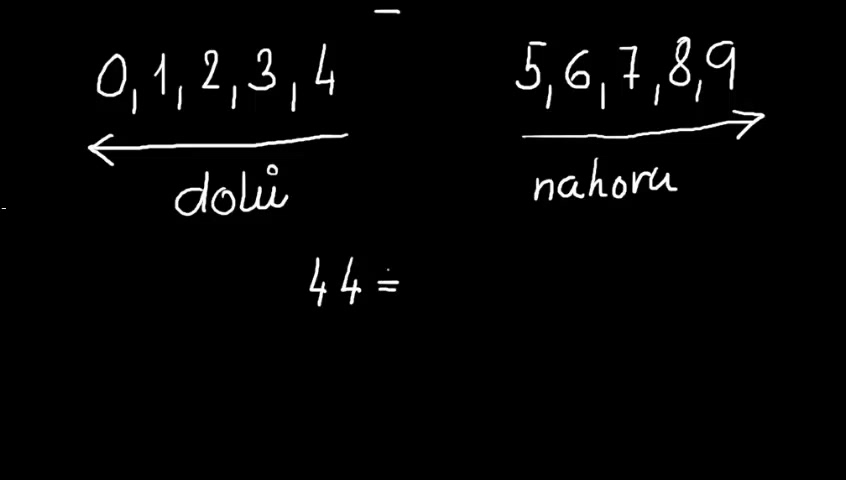 0, 1, 2, 3, 4 5, 6, 7, 8, 9
dolů nahoru
44 =